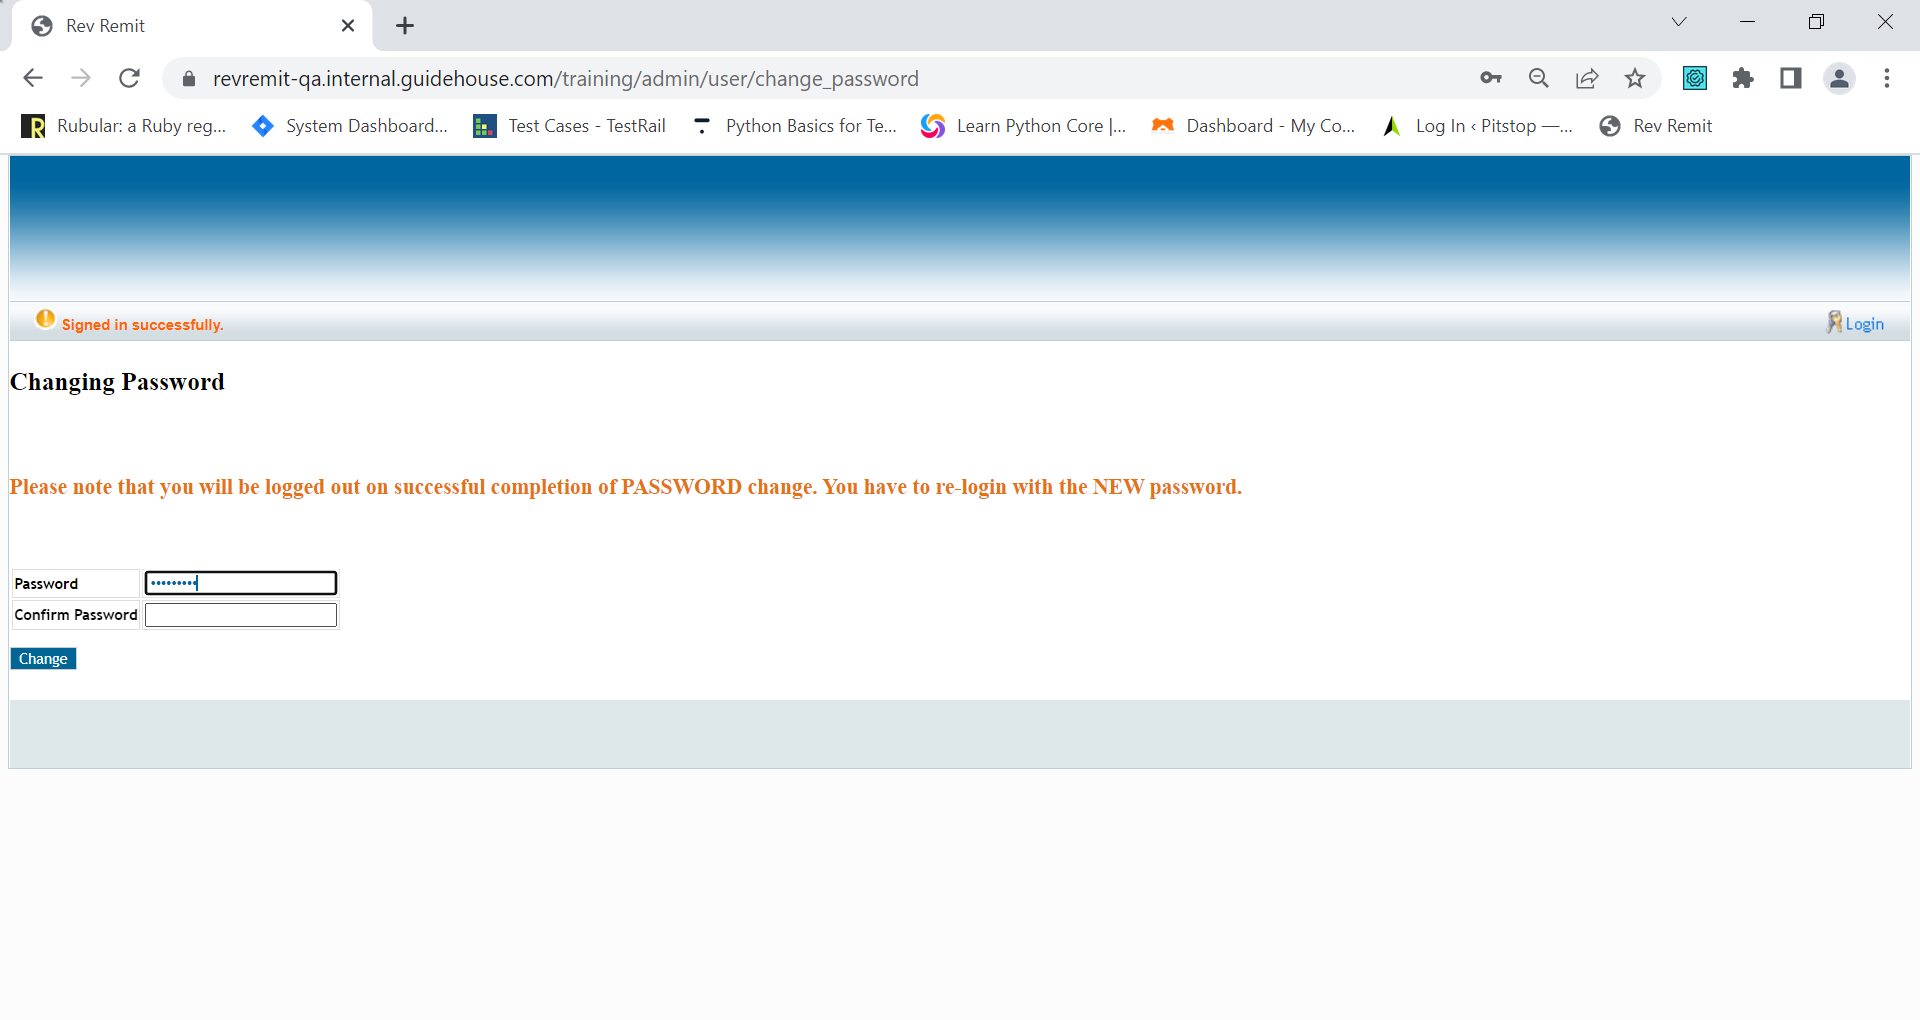 Rev Remit
revremit-qa.internal.guidehouse.com/training/admin/user/change_password
Rubular: a Ruby reg... System Dashboard... Test Cases - TestRail Python Basics for Te... Learn Python Core |... Dashboard - My Co... Log In ‹ Pitstop —... Rev Remit
Signed in successfully. Login
Changing Password
Please note that you will be logged out on successful completion of PASSWORD change. You have to re-login with the NEW password.
Password •••••••••
Confirm Password
Change